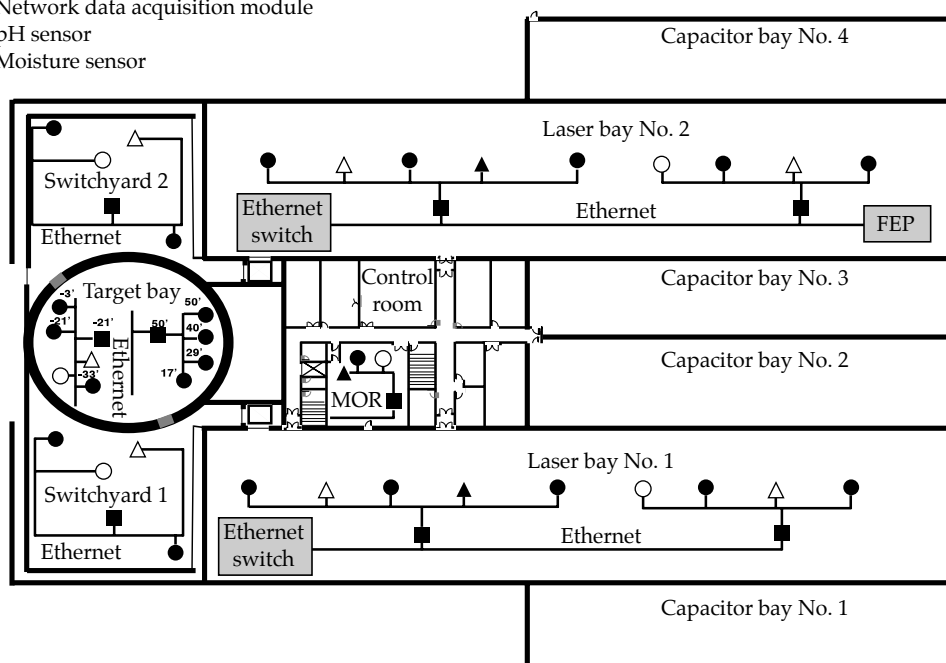 Network data acquisition module
pH sensor
Moisture sensor
Capacitor bay No. 4
Laser bay No. 2
Switchyard 2
Ethernet
switch
Ethernet
FEP
Ethernet
Target bay
Control
room
Capacitor bay No. 3
-3'
-21'
-21'
-33'
Ethernet
50'
50'
40'
29'
17'
MOR
Capacitor bay No. 2
Laser bay No. 1
Switchyard 1
Ethernet
switch
Ethernet
Ethernet
Capacitor bay No. 1